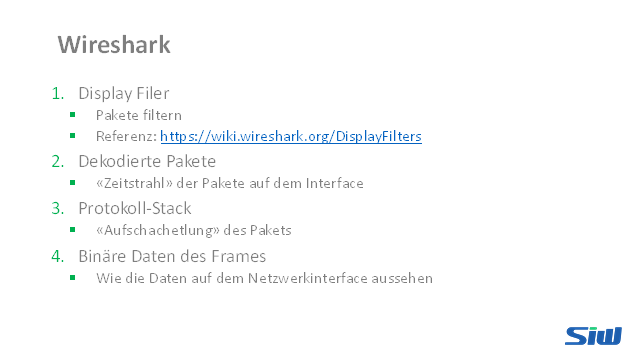 Wireshark
1. Display Filer
▪ Pakete filtern
▪ Referenz: https://wiki.wireshark.org/DisplayFilters
2. Dekodierte Pakete
▪ «Zeitstrahl» der Pakete auf dem Interface
3. Protokoll-Stack
▪ «Aufschachetlung» des Pakets
4. Binäre Daten des Frames
▪ Wie die Daten auf dem Netzwerkinterface aussehen
SiW